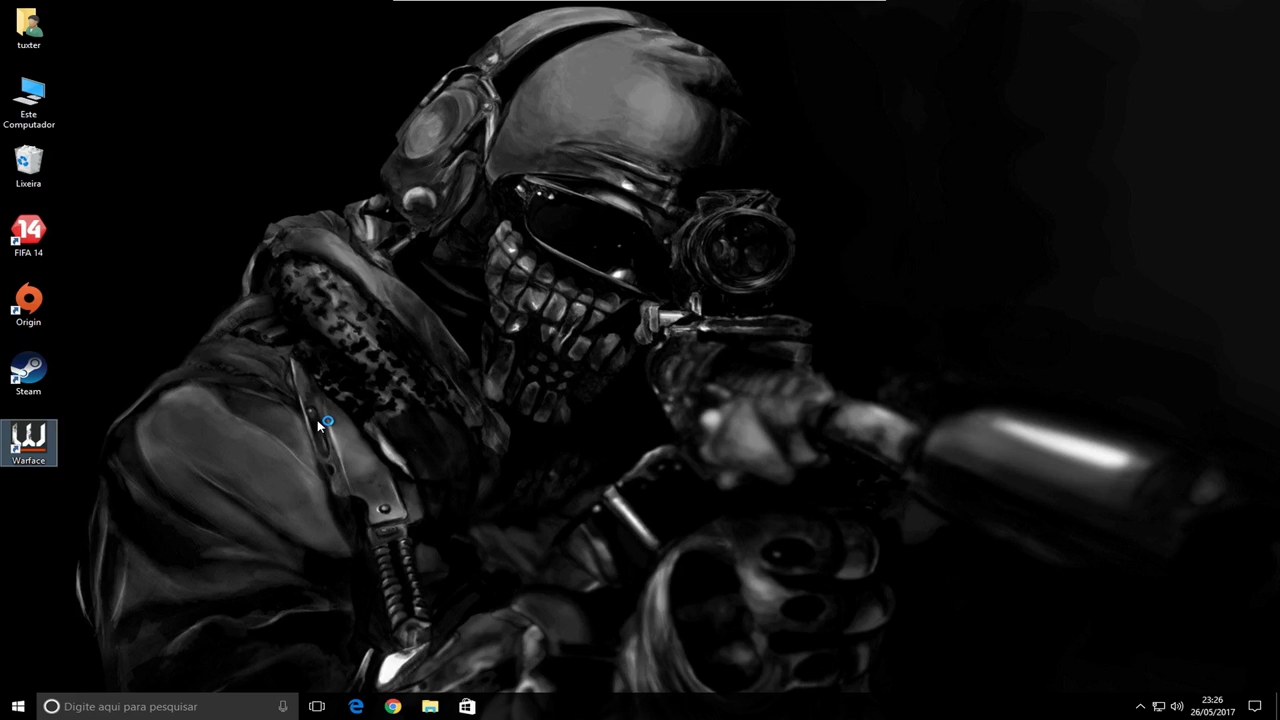 tuxter
Este
Computador
Lixeira
14
FIFA 14
Origin
Steam
W
Warface
Digite aqui para pesquisar
23:26
26/05/2017